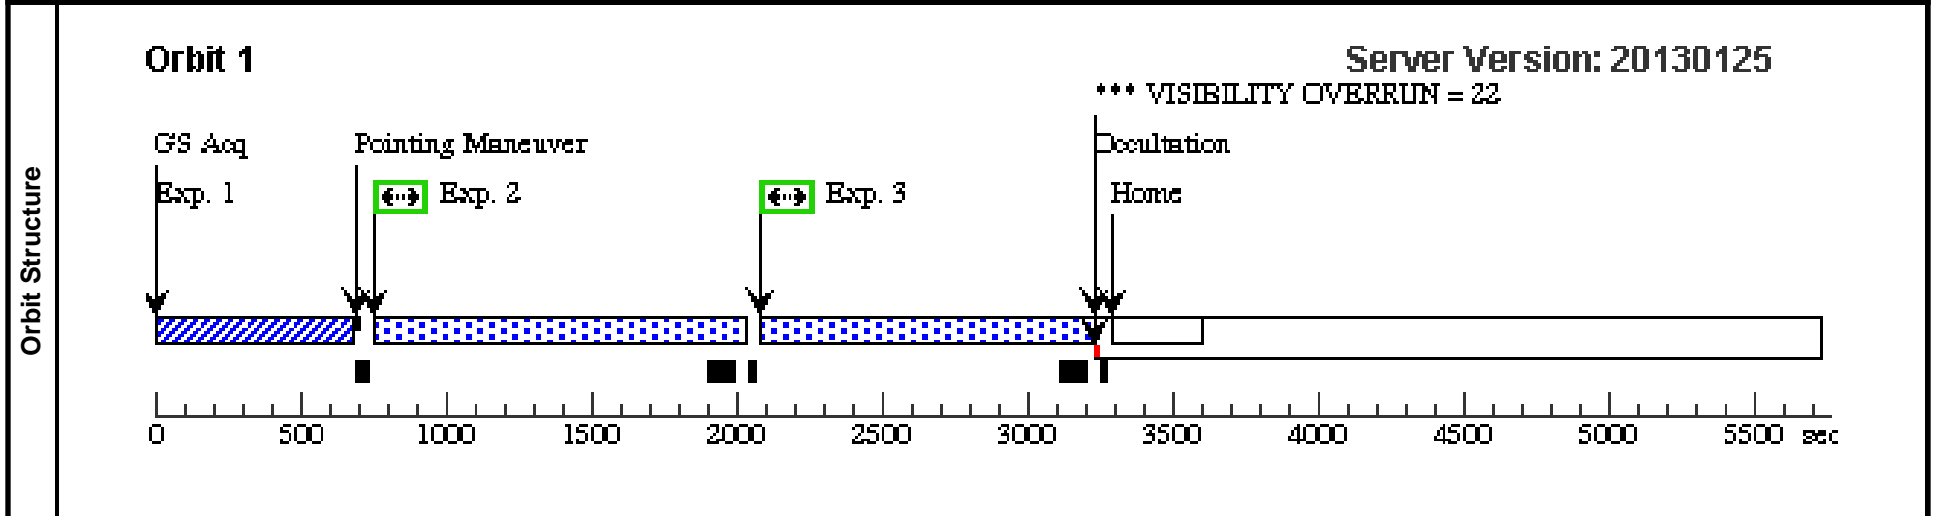 Orbit Structure
Orbit 1
Server Version: 20130125
*** VISIBILITY OVERRUN = 22
GS Acq
Pointing Maneuver
Occultation
Exp. 1
Exp. 2
Exp. 3
Home
0 500 1000 1500 2000 2500 3000 3500 4000 4500 5000 5500 sec